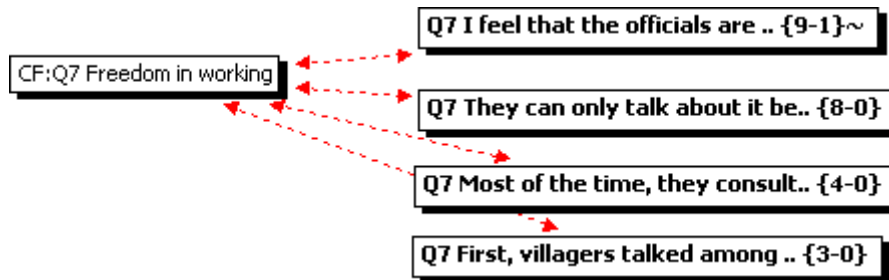 Q7 I feel that the officials are .. {9-1}~
CF:Q7 Freedom in working
Q7 They can only talk about it be.. {8-0}
Q7 Most of the time, they consult.. {4-0}
Q7 First, villagers talked among .. {3-0}